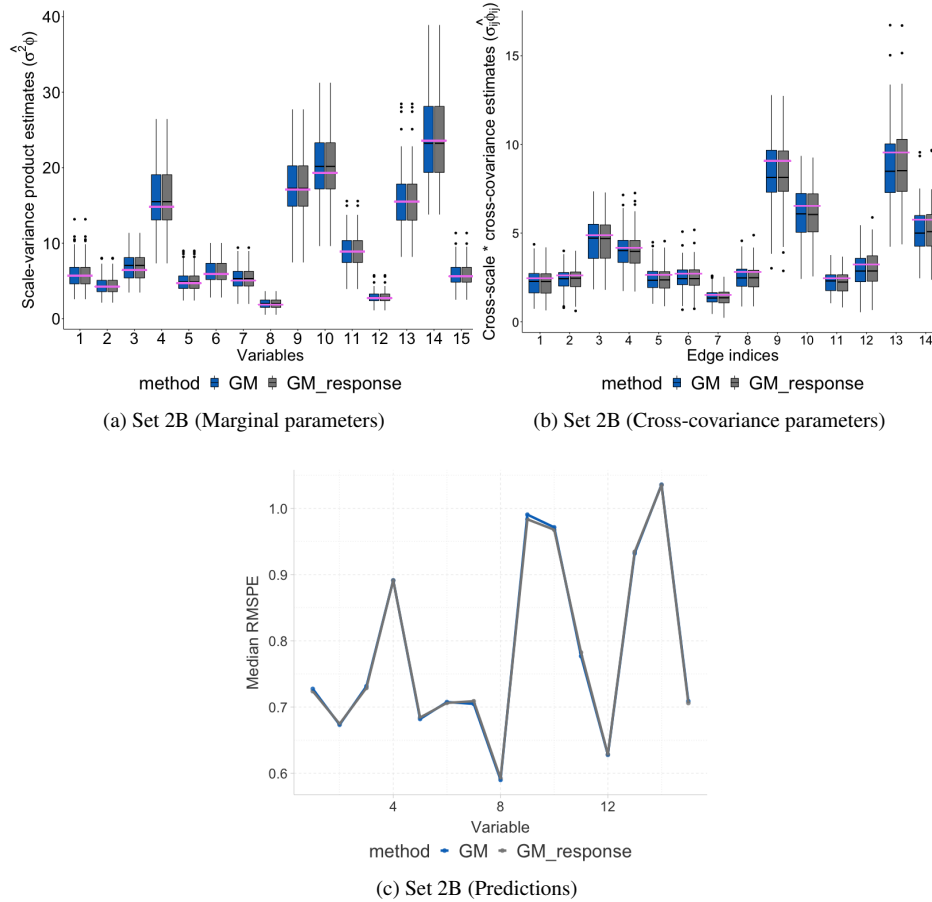 Scale-variance product estimates (σ̂²ϕ)
40
30
20
10
0
1 2 3 4 5 6 7 8 9 10 11 12 13 14 15
Variables
method GM GM_response
(a) Set 2B (Marginal parameters)
Cross-scale * cross-covariance estimates (σ̂ᵢⱼϕᵢⱼ)
15
10
5
0
1 2 3 4 5 6 7 8 9 10 11 12 13 14
Edge indices
method GM GM_response
(b) Set 2B (Cross-covariance parameters)
Median RMSPE
1.0
0.9
0.8
0.7
0.6
4 8 12
Variable
method GM GM_response
(c) Set 2B (Predictions)